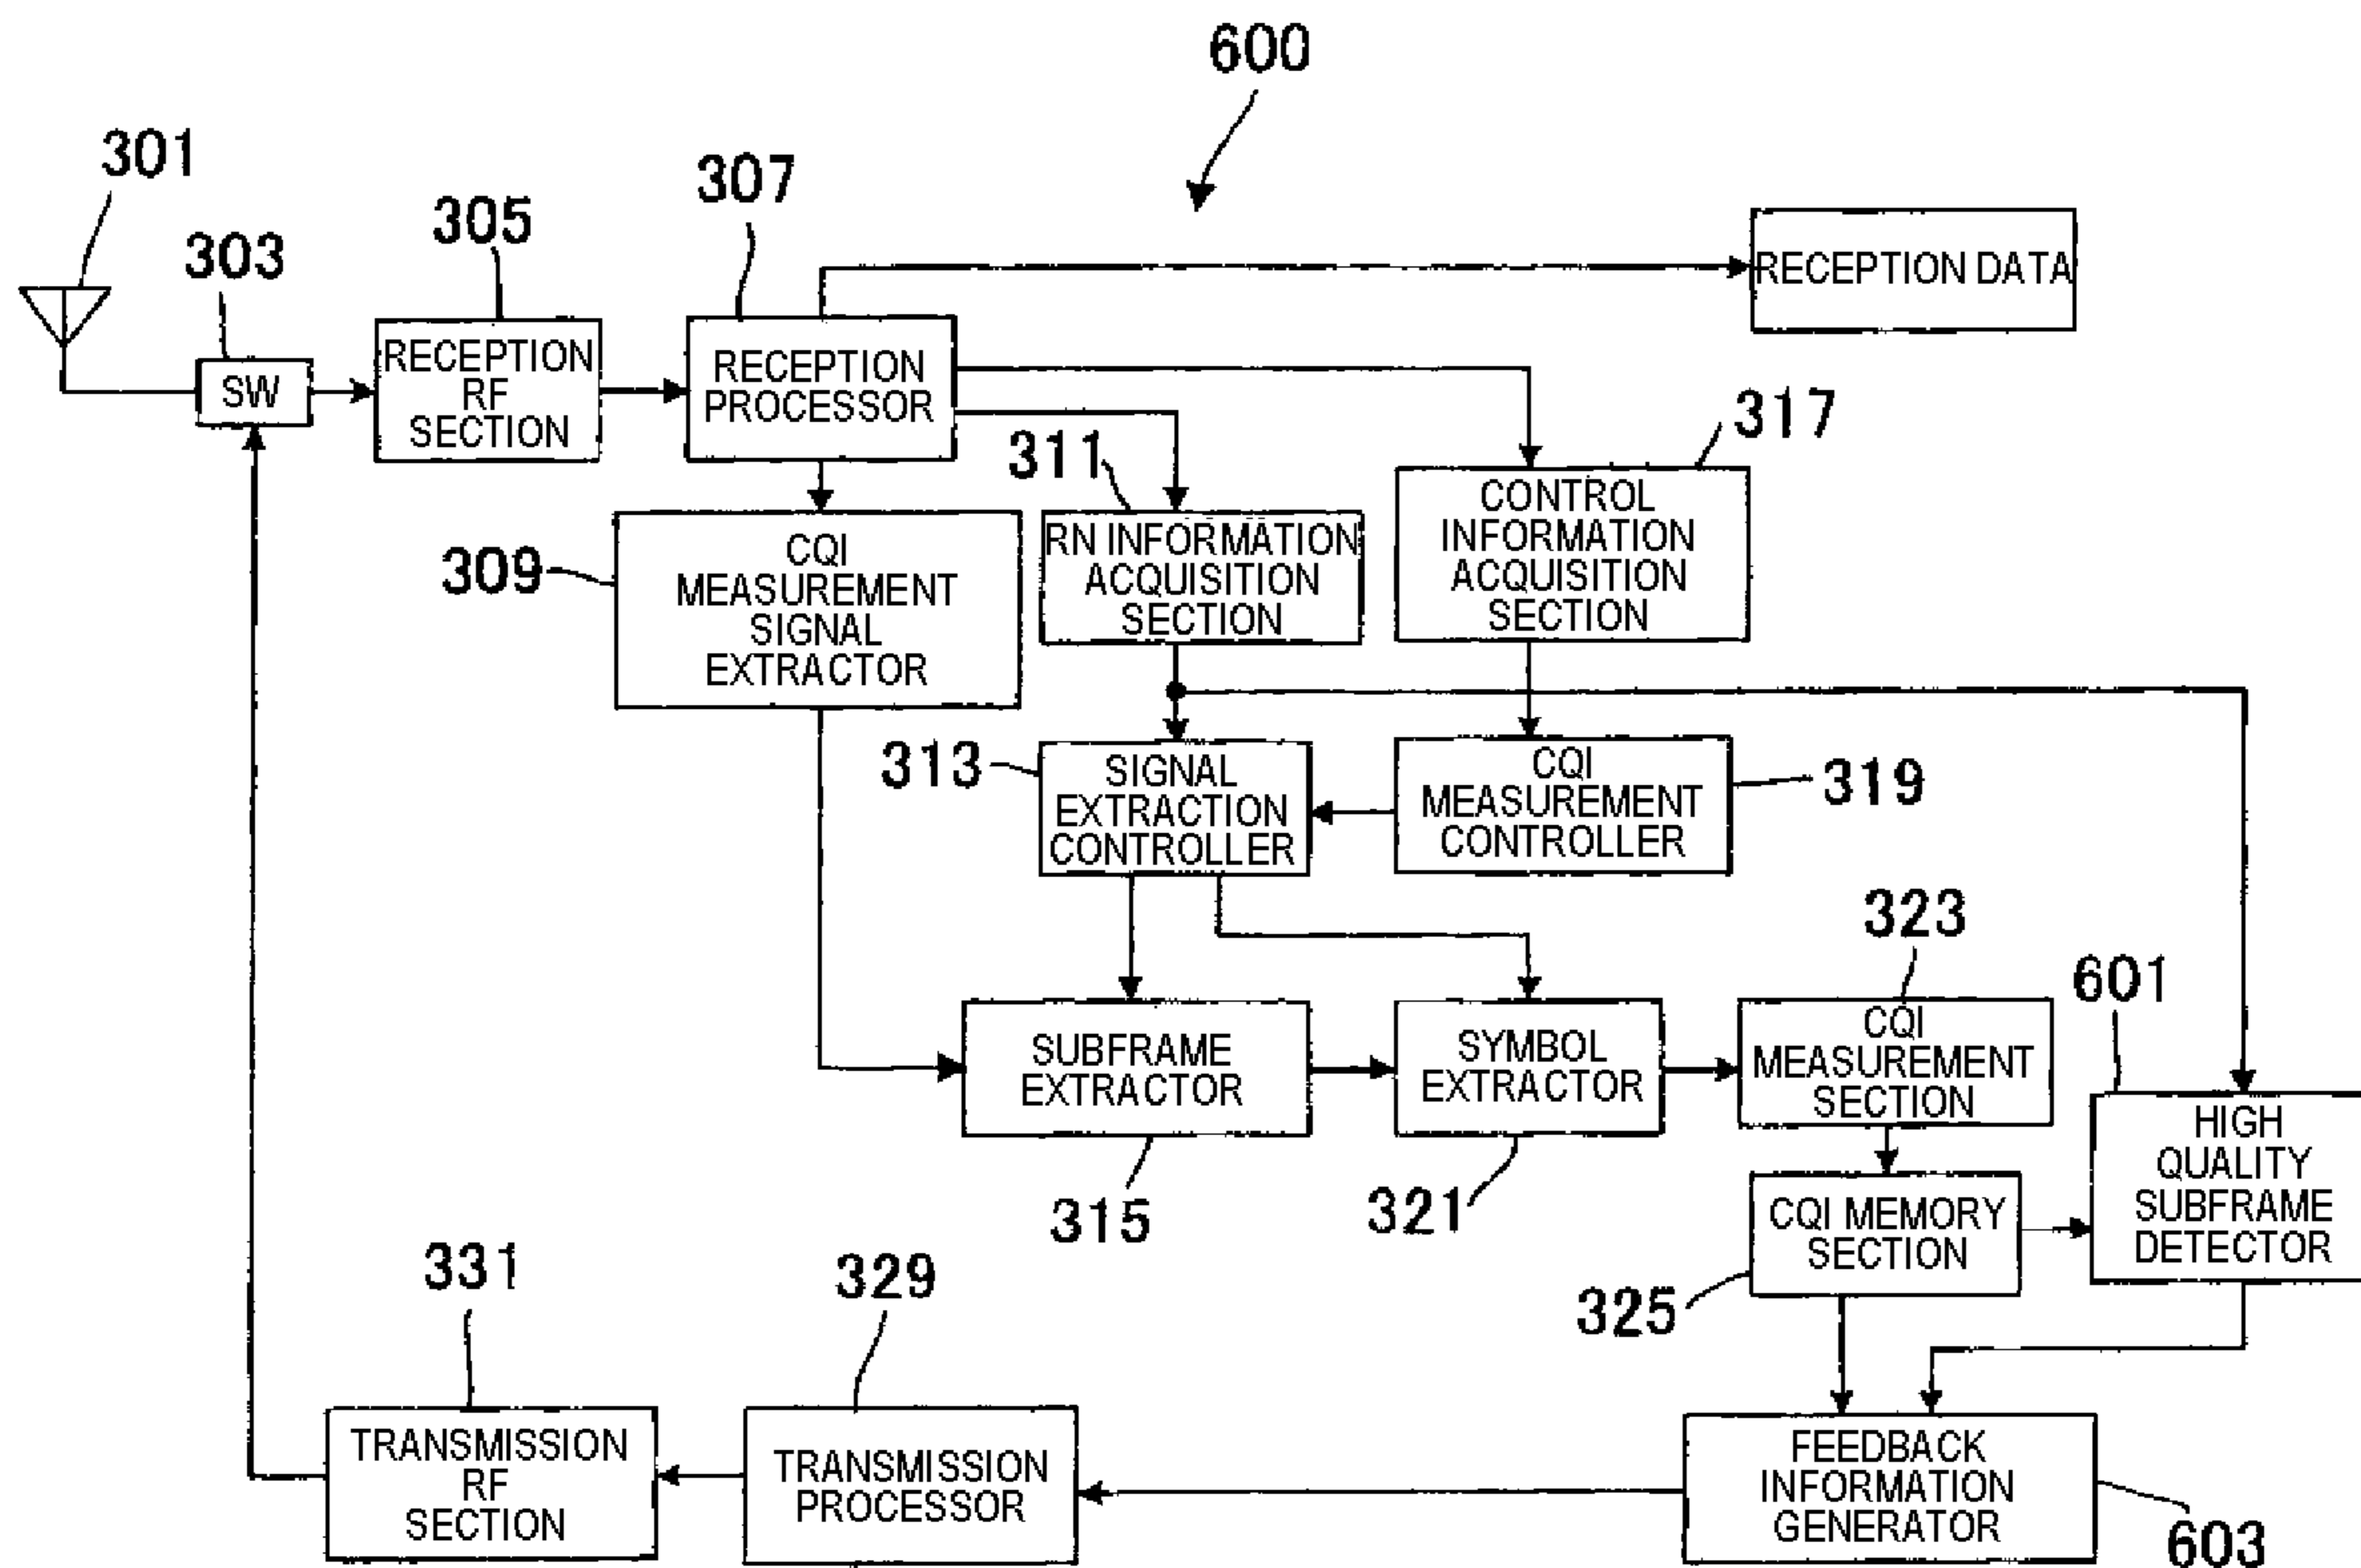 600
301
303
305
307
RECEPTION DATA
SW
RECEPTION
RF
SECTION
RECEPTION
PROCESSOR
309
CQI
MEASUREMENT
SIGNAL
EXTRACTOR
311
RN INFORMATION
ACQUISITION
SECTION
317
CONTROL
INFORMATION
ACQUISITION
SECTION
313
SIGNAL
EXTRACTION
CONTROLLER
CQI
MEASUREMENT
CONTROLLER
319
SUBFRAME
EXTRACTOR
315
SYMBOL
EXTRACTOR
321
323
CQI
MEASUREMENT
SECTION
601
HIGH
QUALITY
SUBFRAME
DETECTOR
CQI MEMORY
SECTION
325
331
TRANSMISSION
RF
SECTION
329
TRANSMISSION
PROCESSOR
FEEDBACK
INFORMATION
GENERATOR
603